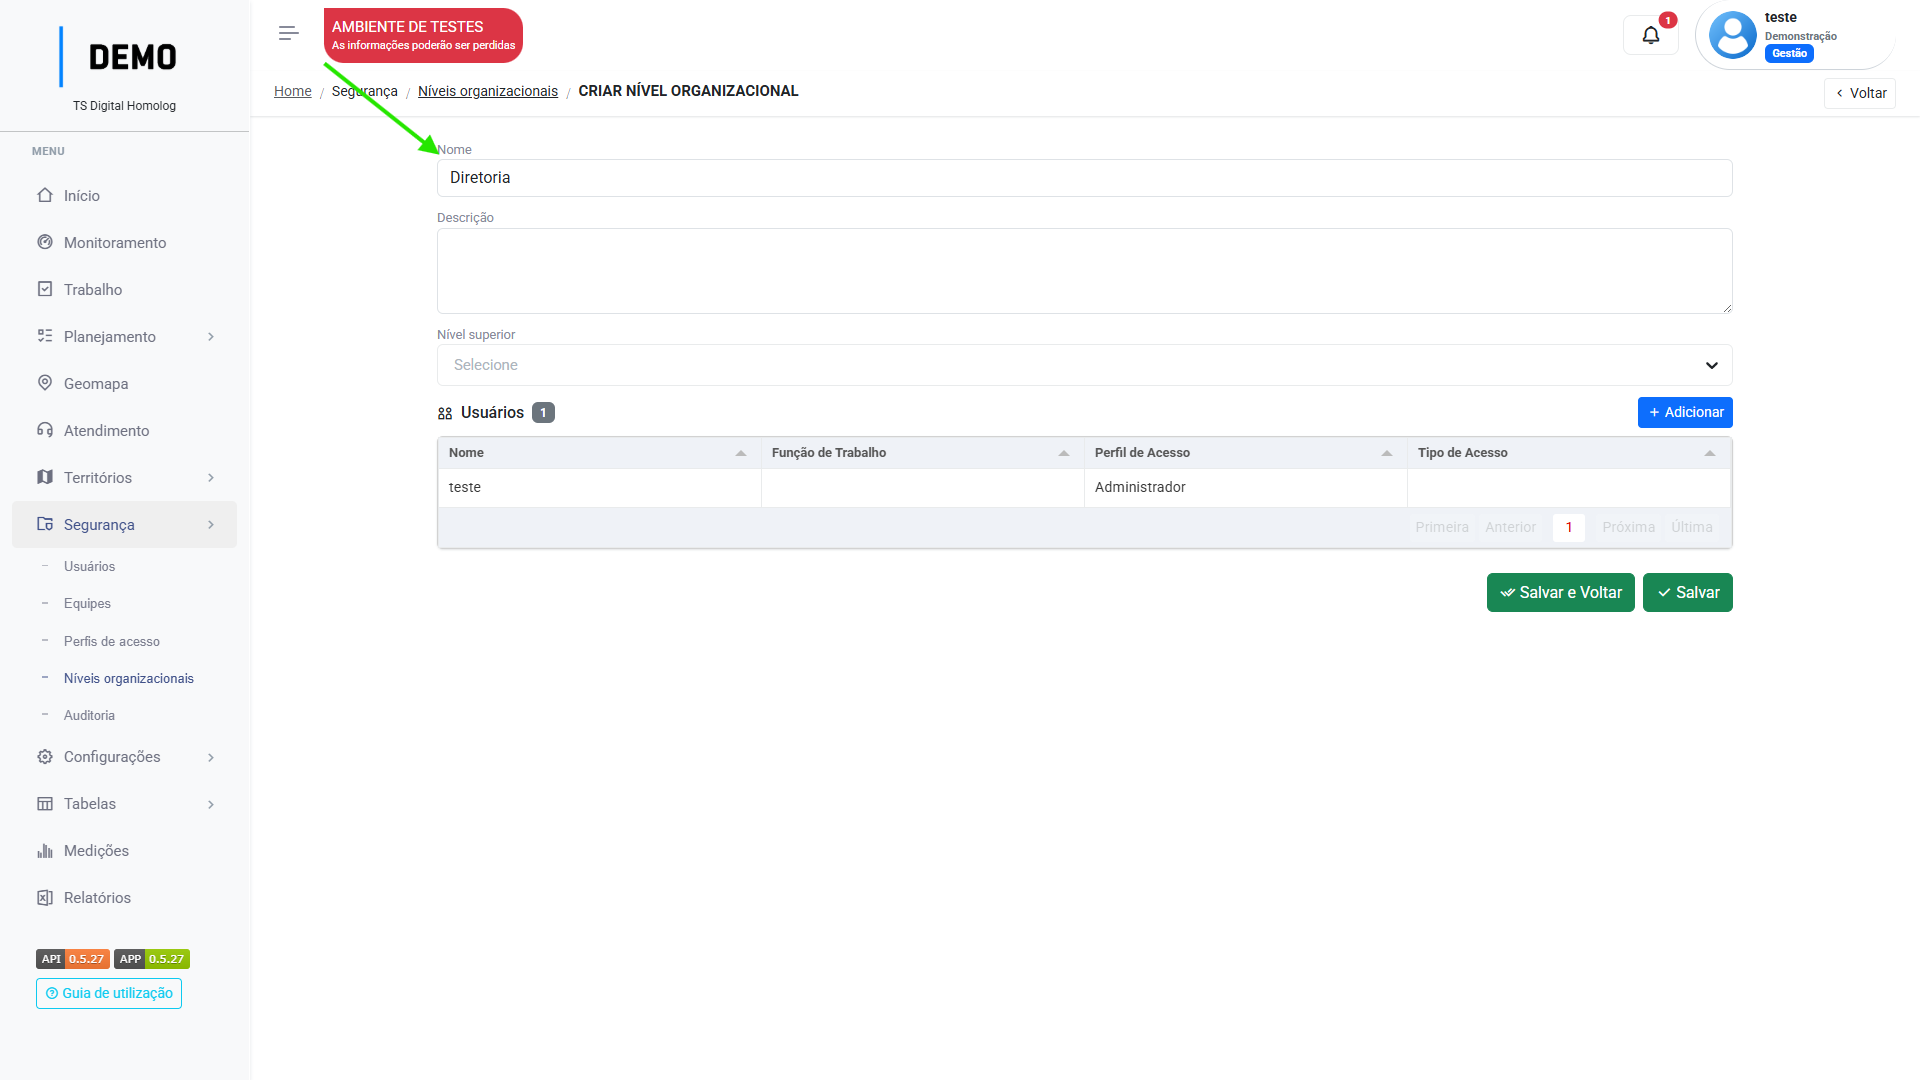 DEMO
TS Digital Homolog
MENU
Início
Monitoramento
Trabalho
Planejamento
Geomapa
Atendimento
Territórios
Segurança
Usuários
Equipes
Perfis de acesso
Níveis organizacionais
Auditoria
Configurações
Tabelas
Medições
Relatórios
API 0.5.27 APP 0.5.27
Guia de utilização
AMBIENTE DE TESTES
As informações poderão ser perdidas
1
teste
Demonstração
Gestão
Home / Segurança / Níveis organizacionais / CRIAR NÍVEL ORGANIZACIONAL
Voltar
Nome
Diretoria
Descrição
Nível superior
Selecione
Usuários 1
+ Adicionar
Nome Função de Trabalho Perfil de Acesso Tipo de Acesso
teste Administrador
Primeira Anterior 1 Próxima Última
Salvar e Voltar Salvar